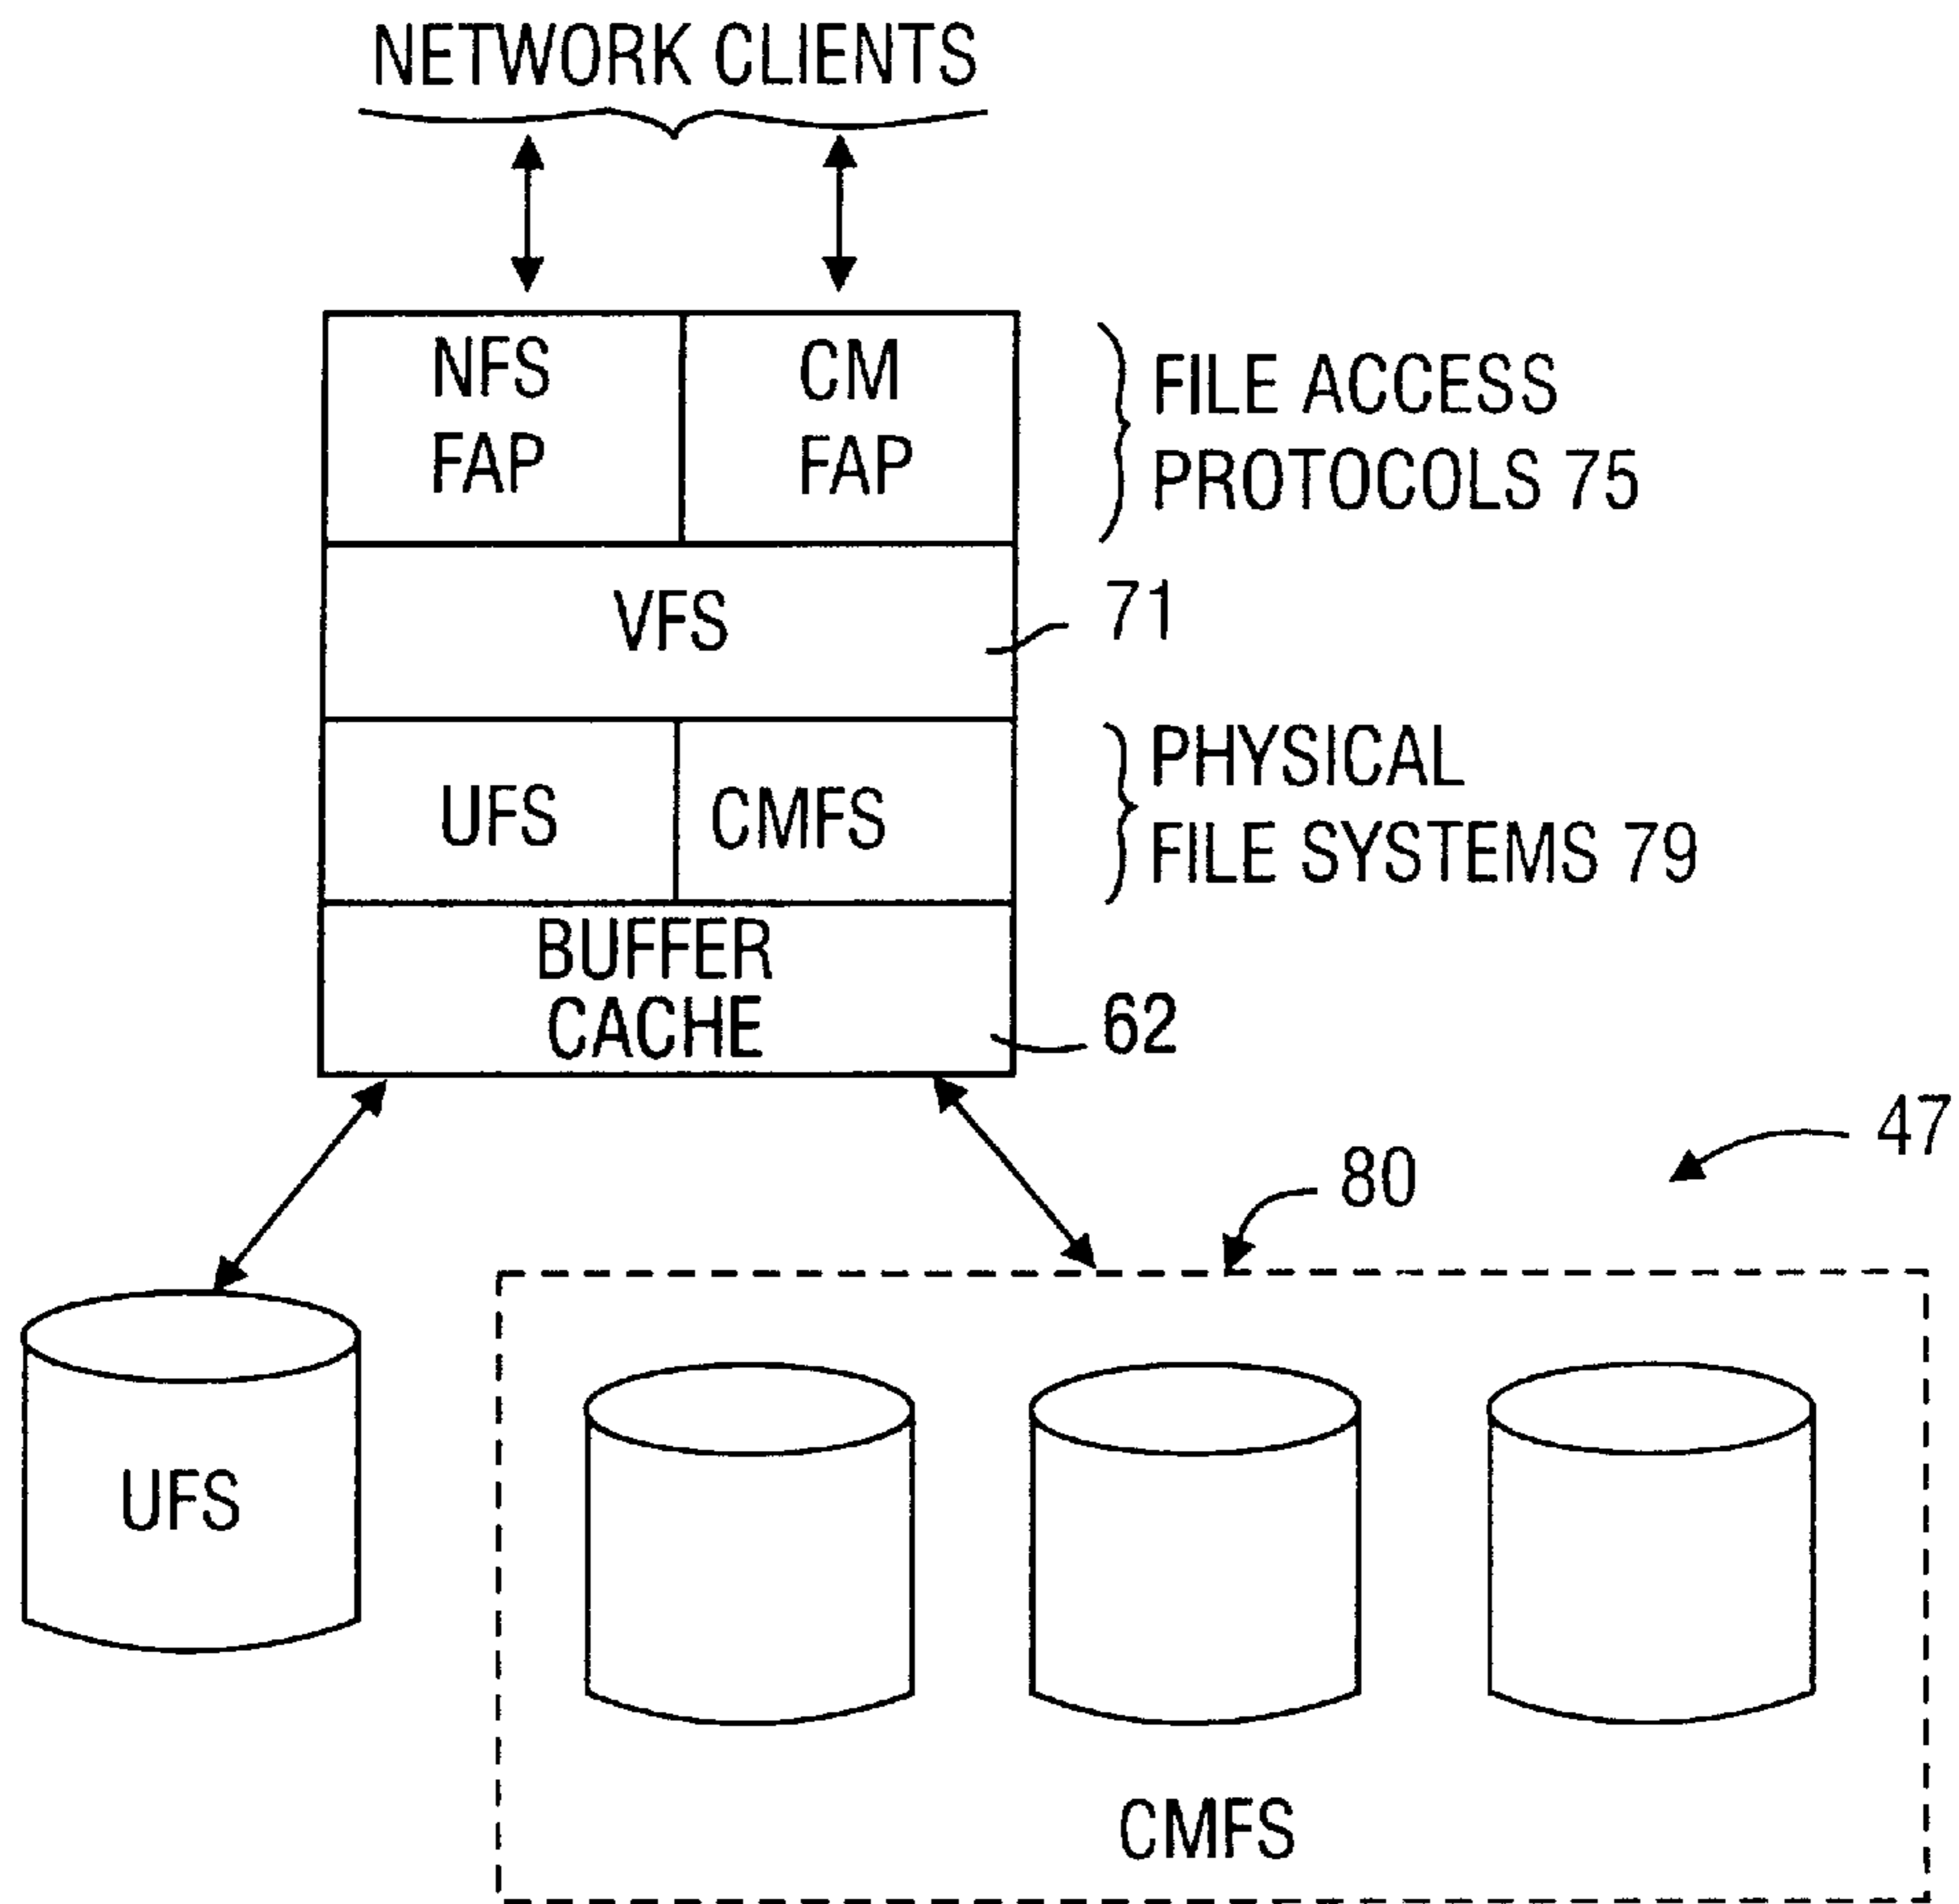 NETWORK CLIENTS
NFS
FAP
CM
FAP
FILE ACCESS
PROTOCOLS 75
VFS
71
UFS
CMFS
PHYSICAL
FILE SYSTEMS 79
BUFFER
CACHE
62
47
80
UFS
CMFS